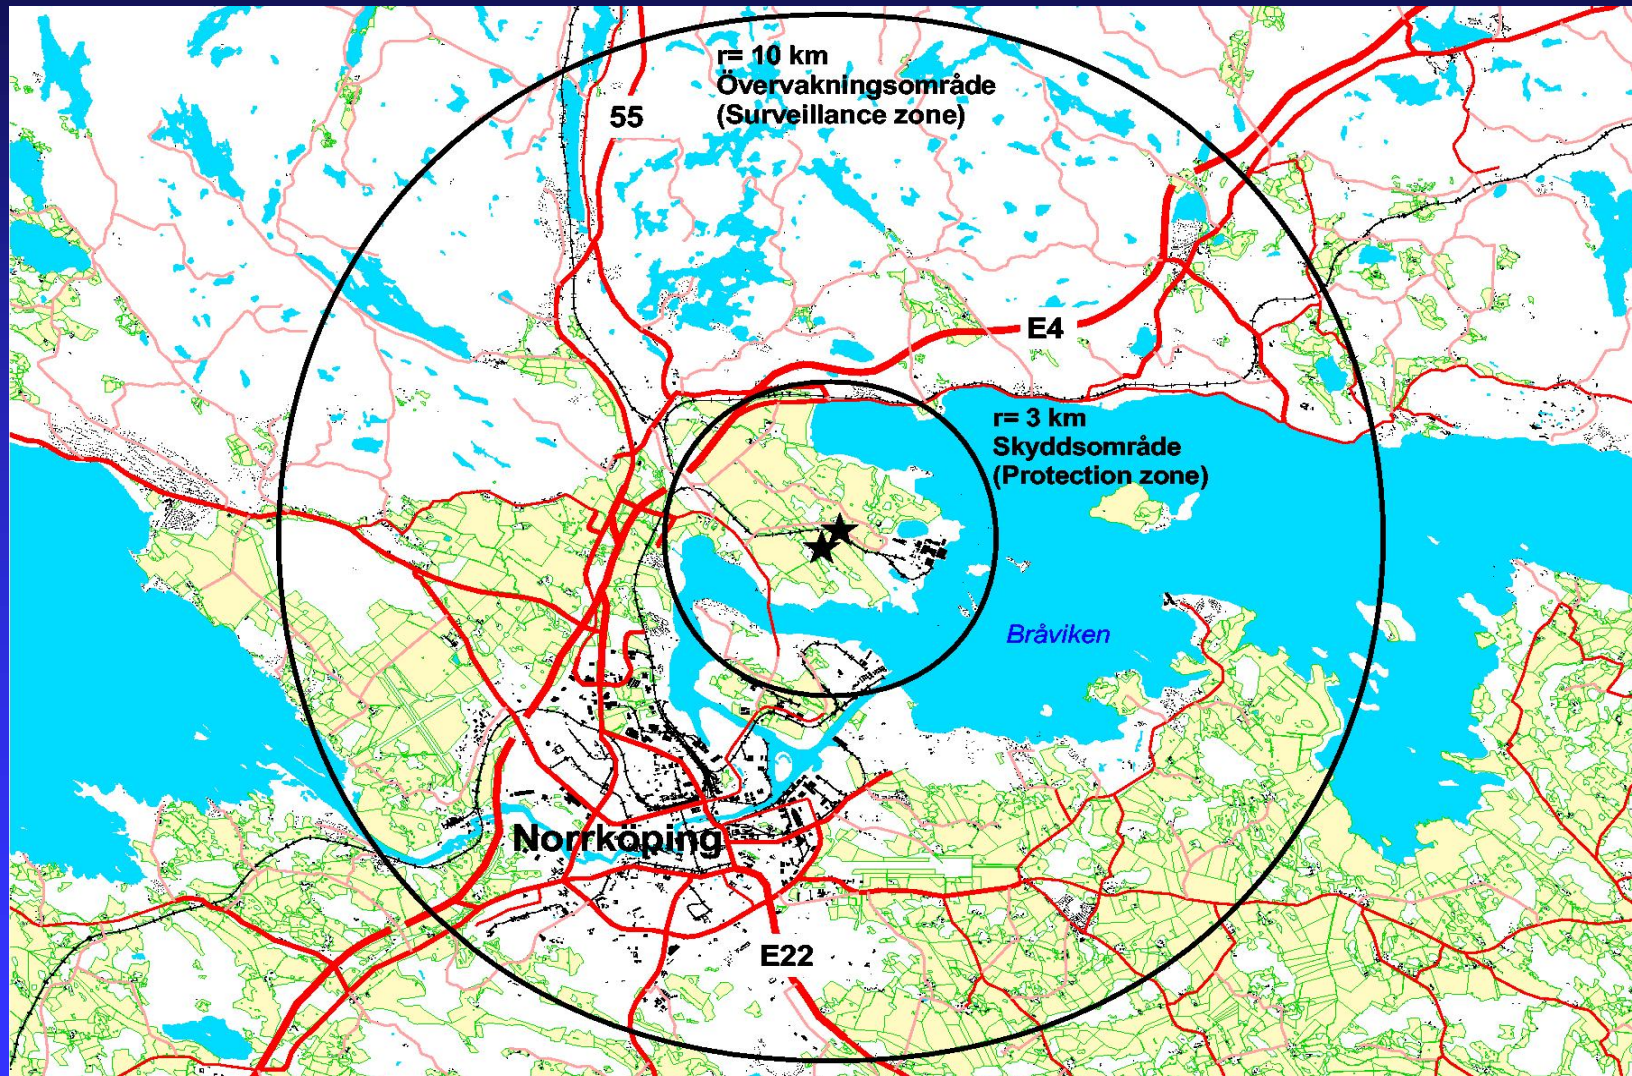 r= 10 km
Övervakningsområde
(Surveillance zone)
55
E4
r= 3 km
Skyddsområde
(Protection zone)
Bråviken
Norrköping
E22